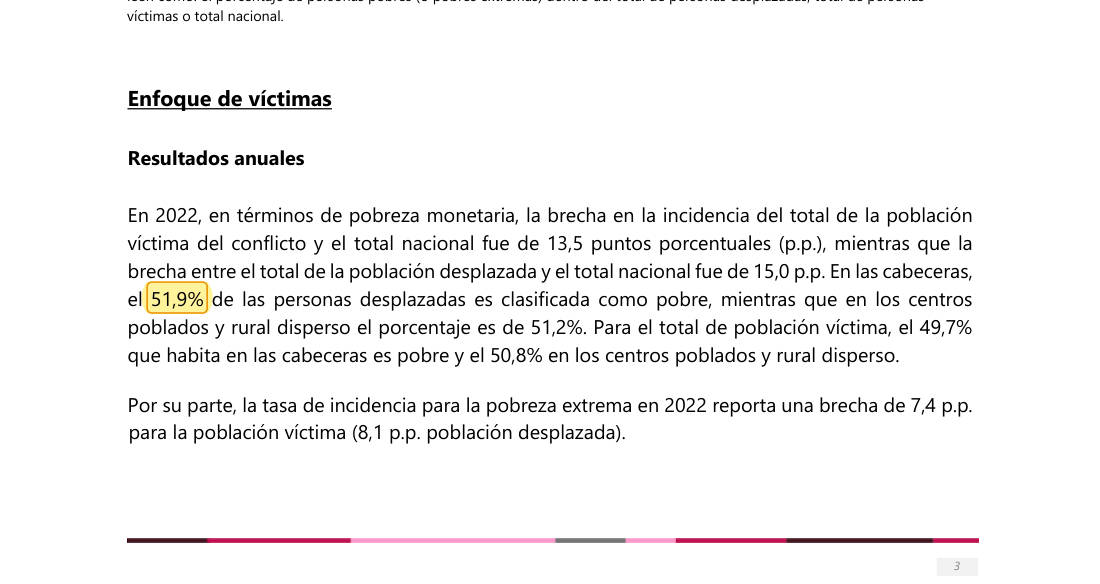 víctimas o total nacional.
Enfoque de víctimas
Resultados anuales
En 2022, en términos de pobreza monetaria, la brecha en la incidencia del total de la población
víctima del conflicto y el total nacional fue de 13,5 puntos porcentuales (p.p.), mientras que la
brecha entre el total de la población desplazada y el total nacional fue de 15,0 p.p. En las cabeceras,
el 51,9% de las personas desplazadas es clasificada como pobre, mientras que en los centros
poblados y rural disperso el porcentaje es de 51,2%. Para el total de población víctima, el 49,7%
que habita en las cabeceras es pobre y el 50,8% en los centros poblados y rural disperso.
Por su parte, la tasa de incidencia para la pobreza extrema en 2022 reporta una brecha de 7,4 p.p.
para la población víctima (8,1 p.p. población desplazada).
3